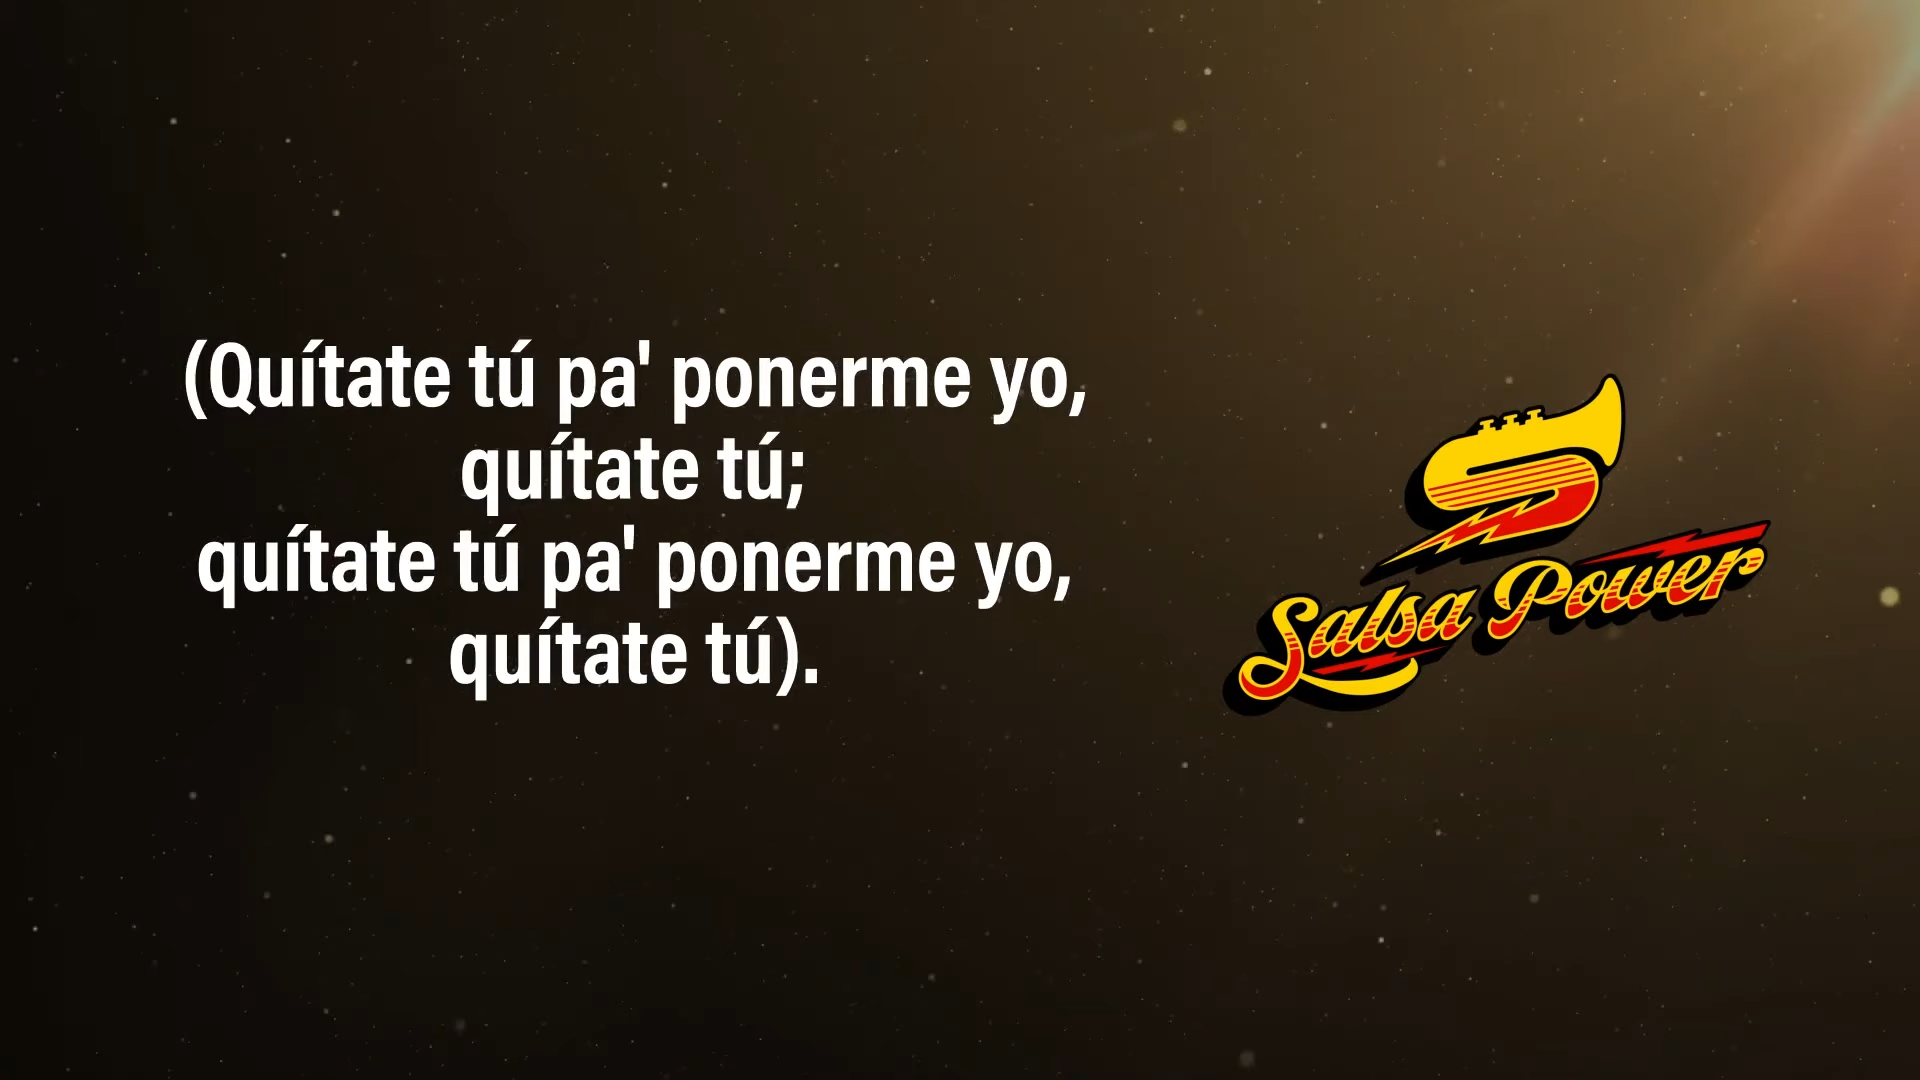 (Quítate tú pa' ponerme yo,
quítate tú;
quítate tú pa' ponerme yo,
quítate tú).
Salsa Power